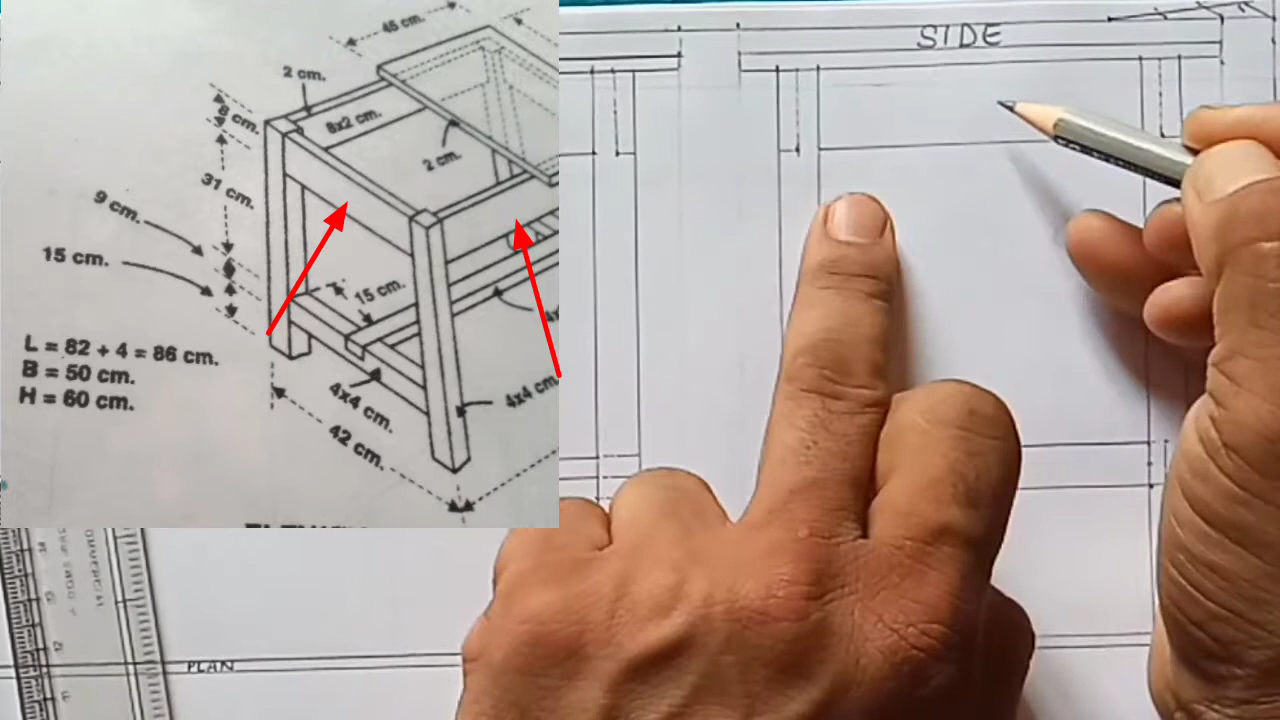 45 cm.
2 cm.
8 cm.
8x2 cm.
2 cm.
31 cm.
9 cm.
15 cm.
15 cm.
L = 82 + 4 = 86 cm.
B = 50 cm.
H = 60 cm.
4x4 cm.
4x4 cm.
42 cm.
SIDE
PLAN